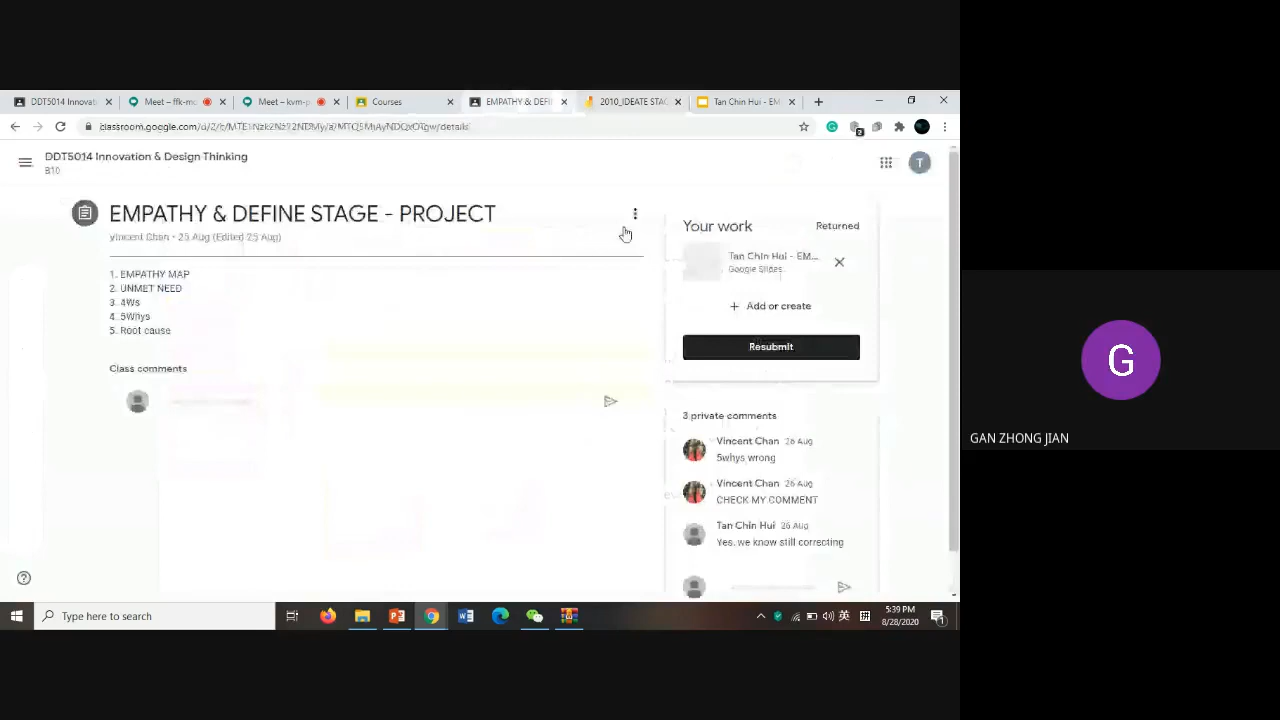 DDT5014 Innovat
Meet – ffk-mc
Meet – kvm-p
Courses
EMPATHY & DEFI
2010_IDEATE STAG
Tan Chin Hui - EM
DDT5014 Innovation & Design Thinking
B10
T
EMPATHY & DEFINE STAGE - PROJECT
Vincent Chan • 25 Aug (Edited 25 Aug)
1. EMPATHY MAP
2. UNMET NEED
3. 4Ws
4. 5Whys
5. Root cause
Class comments
Your work
Returned
Tan Chin Hui - EM...
Google Slides
+ Add or create
Resubmit
3 private comments
Vincent Chan 26 Aug
5whys wrong
Vincent Chan 26 Aug
CHECK MY COMMENT
Tan Chin Hui 26 Aug
Yes. we know still correcting
G
GAN ZHONG JIAN
Type here to search
英
5:39 PM
8/28/2020